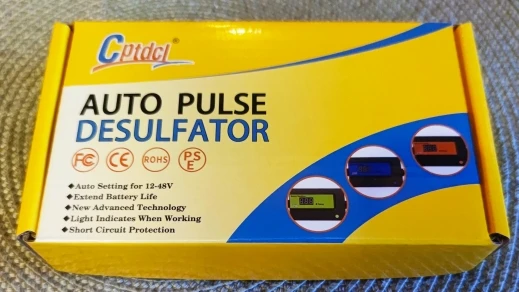 Cptdcl®
AUTO PULSE
DESULFATOR
FC CE ROHS PSE
◆Auto Setting for 12-48V
◆Extend Battery Life
◆New Advanced Technology
◆Light Indicates When Working
◆Short Circuit Protection